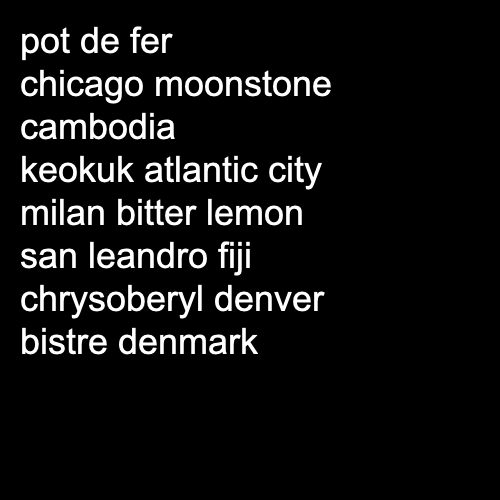 pot de fer
chicago moonstone
cambodia
keokuk atlantic city
milan bitter lemon
san leandro fiji
chrysoberyl denver
bistre denmark